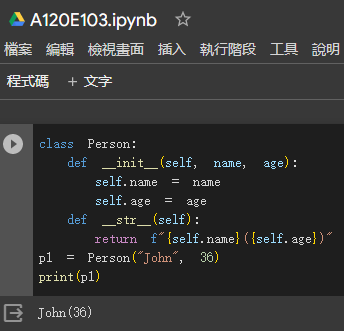 A120E103.ipynb
檔案 編輯 檢視畫面 插入 執行階段 工具 說明
程式碼 + 文字
class Person:
    def __init__(self, name, age):
        self.name = name
        self.age = age
    def __str__(self):
        return f"{self.name}({self.age})"
p1 = Person("John", 36)
print(p1)
John(36)